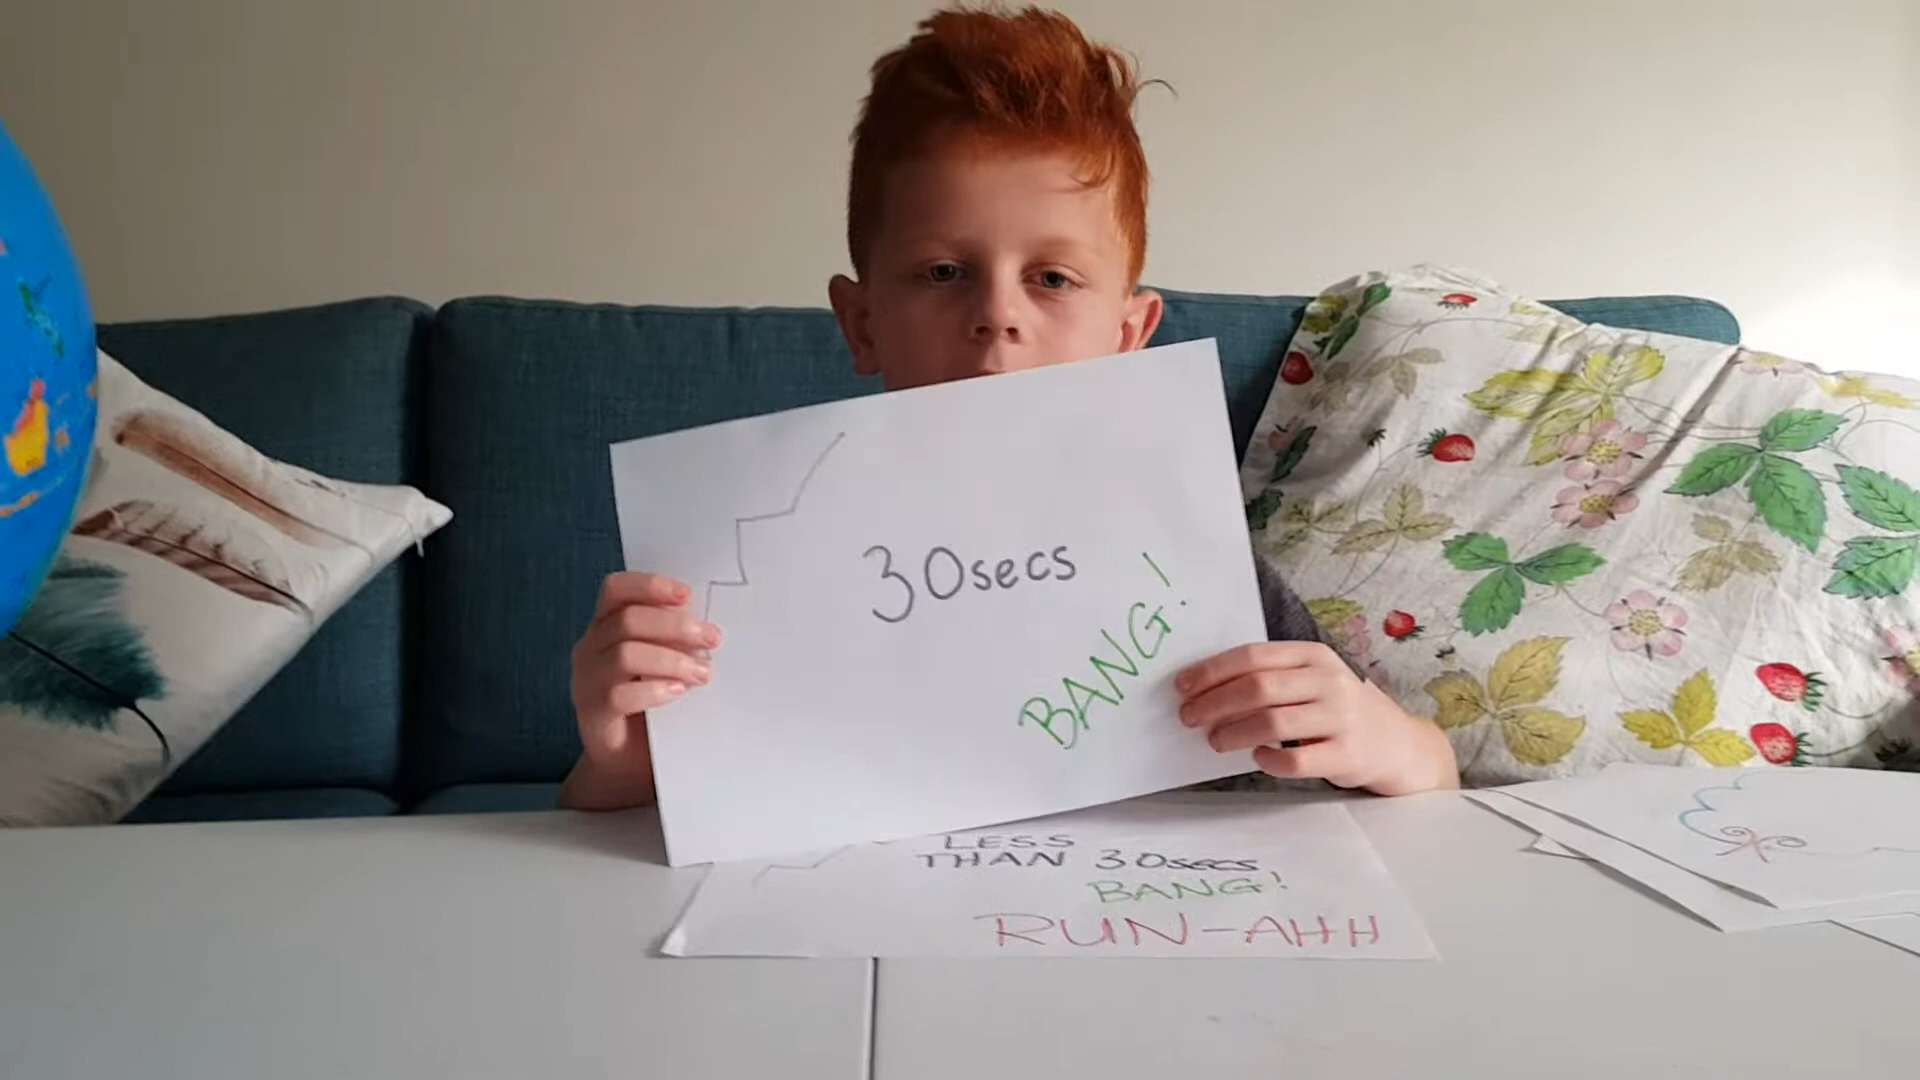 30secs
BANG!
LESS
THAN 30secs
BANG!
RUN-AHH